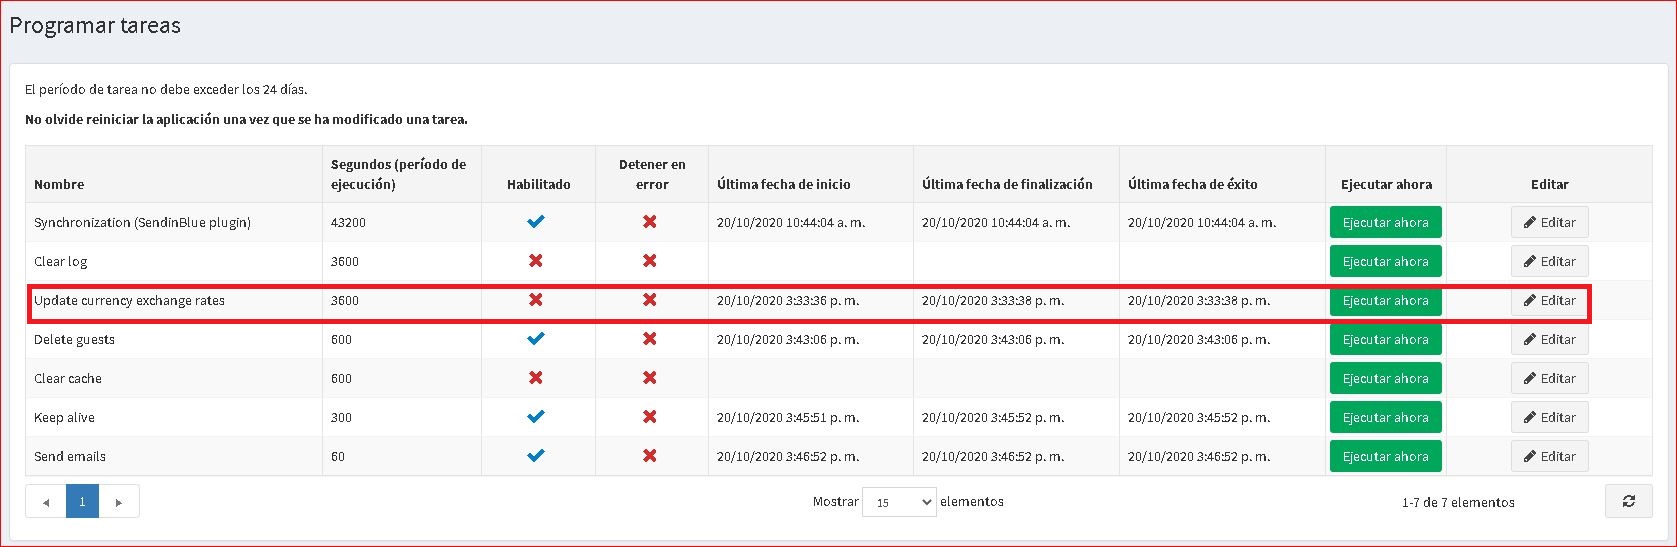 Programar tareas
El período de tarea no debe exceder los 24 días.
No olvide reiniciar la aplicación una vez que se ha modificado una tarea.
Nombre Segundos (período de ejecución) Habilitado Detener en error Última fecha de inicio Última fecha de finalización Última fecha de éxito Ejecutar ahora Editar
Synchronization (SendinBlue plugin) 43200 20/10/2020 10:44:04 a. m. 20/10/2020 10:44:04 a. m. 20/10/2020 10:44:04 a. m. Ejecutar ahora Editar
Clear log 3600 Ejecutar ahora Editar
Update currency exchange rates 3600 20/10/2020 3:33:36 p. m. 20/10/2020 3:33:38 p. m. 20/10/2020 3:33:38 p. m. Ejecutar ahora Editar
Delete guests 600 20/10/2020 3:43:06 p. m. 20/10/2020 3:43:06 p. m. 20/10/2020 3:43:06 p. m. Ejecutar ahora Editar
Clear cache 600 Ejecutar ahora Editar
Keep alive 300 20/10/2020 3:45:51 p. m. 20/10/2020 3:45:52 p. m. 20/10/2020 3:45:52 p. m. Ejecutar ahora Editar
Send emails 60 20/10/2020 3:46:52 p. m. 20/10/2020 3:46:52 p. m. 20/10/2020 3:46:52 p. m. Ejecutar ahora Editar
1 Mostrar 15 elementos 1-7 de 7 elementos